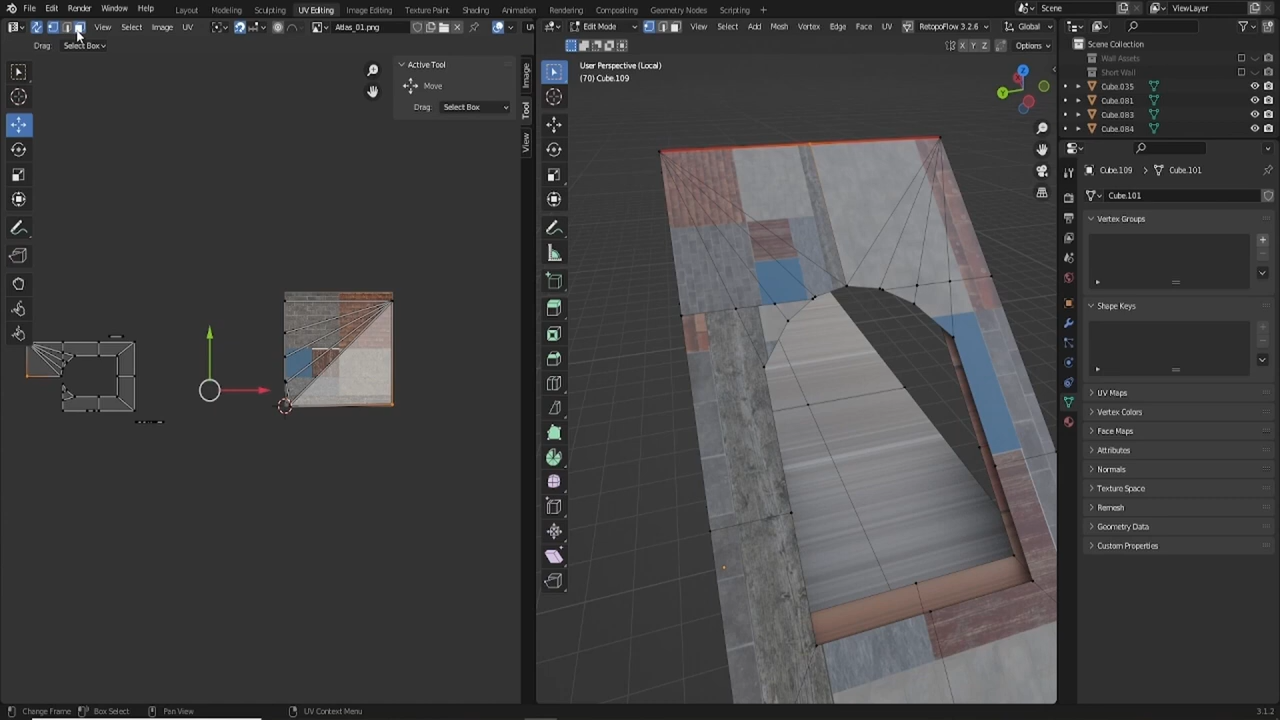 File Edit Render Window Help Layout Modeling Sculpting UV Editing Texture Paint Shading Animation Rendering Compositing Geometry Nodes Scripting + Scene ViewLayer
View Select Image UV Atlas_01.png UV Edit Mode View Select Add Mesh Vertex Edge Face UV RetopoFlow 3.2.6 Global
Drag: Select Box X Y Z Options Scene Collection
Wall Assets
Short Wall
Cube.035
Cube.081
Cube.083
Cube.084
Active Tool
Move
Drag: Select Box
Image
Tool
View
User Perspective (Local)
(70) Cube.109
Cube.109 Cube.101
Cube.101
Vertex Groups
Shape Keys
UV Maps
Vertex Colors
Face Maps
Attributes
Normals
Texture Space
Remesh
Geometry Data
Custom Properties
Change Frame Box Select Pan View UV Context Menu 3.1.2